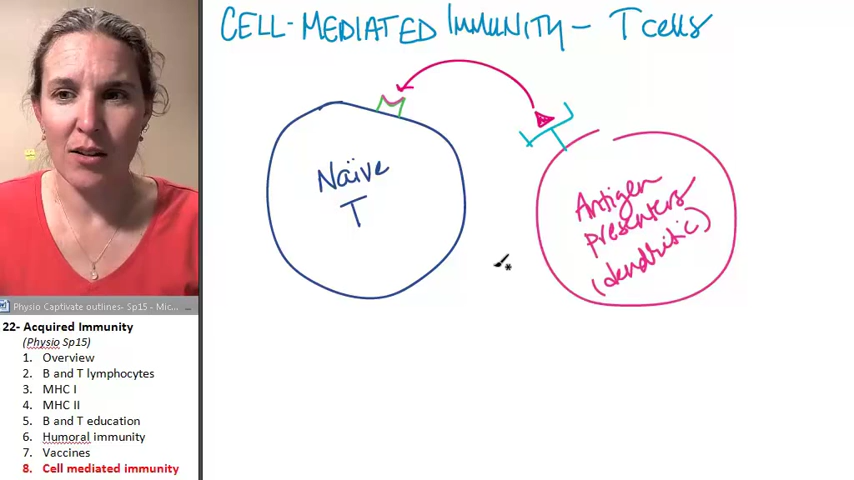 CELL-MEDIATED IMMUNITY - T cells
Naïve
T
Antigen
presenters
(dendritic)
Physio Captivate outlines- Sp15 - Mic...
22- Acquired Immunity
(Physio Sp15)
1. Overview
2. B and T lymphocytes
3. MHC I
4. MHC II
5. B and T education
6. Humoral immunity
7. Vaccines
8. Cell mediated immunity